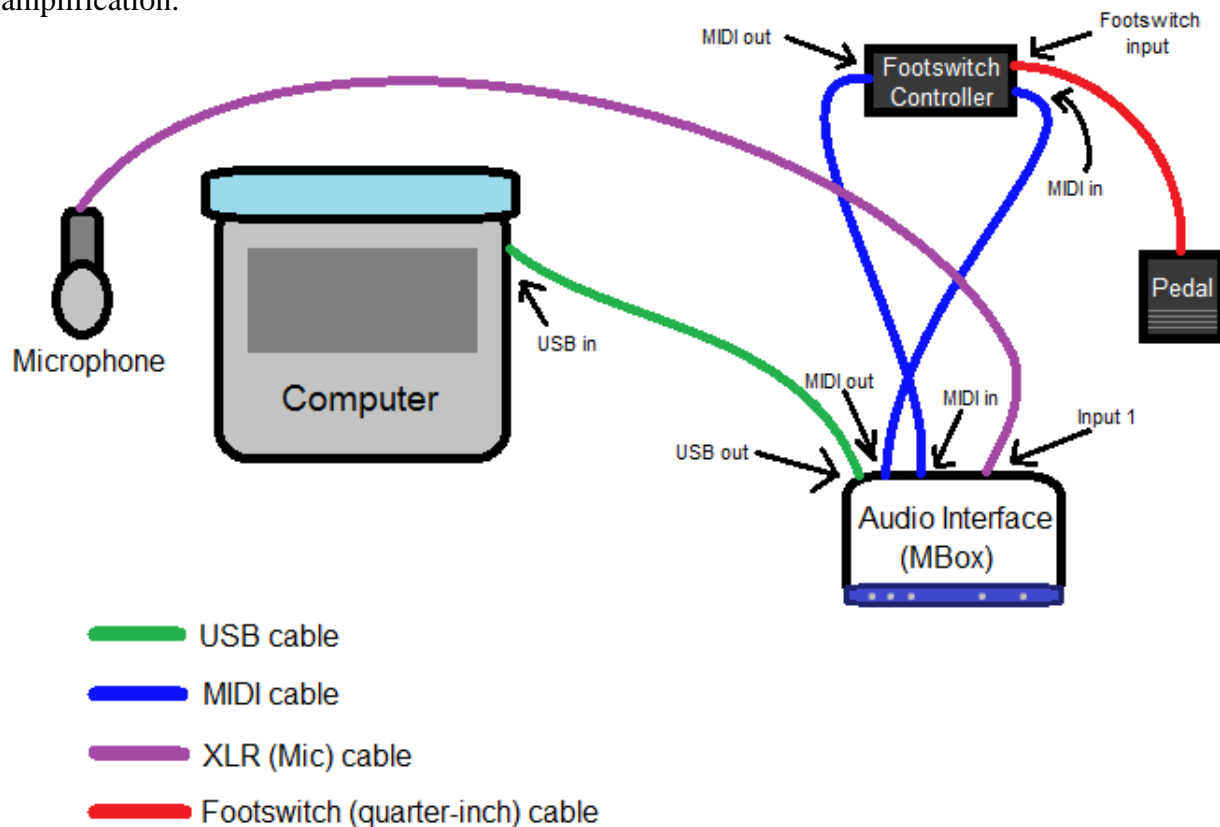 amplification.
Footswitch
input
MIDI out
Footswitch
Controller
MIDI in
Pedal
Microphone
USB in
Computer
MIDI out
MIDI in
Input 1
USB out
Audio Interface
(MBox)
USB cable
MIDI cable
XLR (Mic) cable
Footswitch (quarter-inch) cable